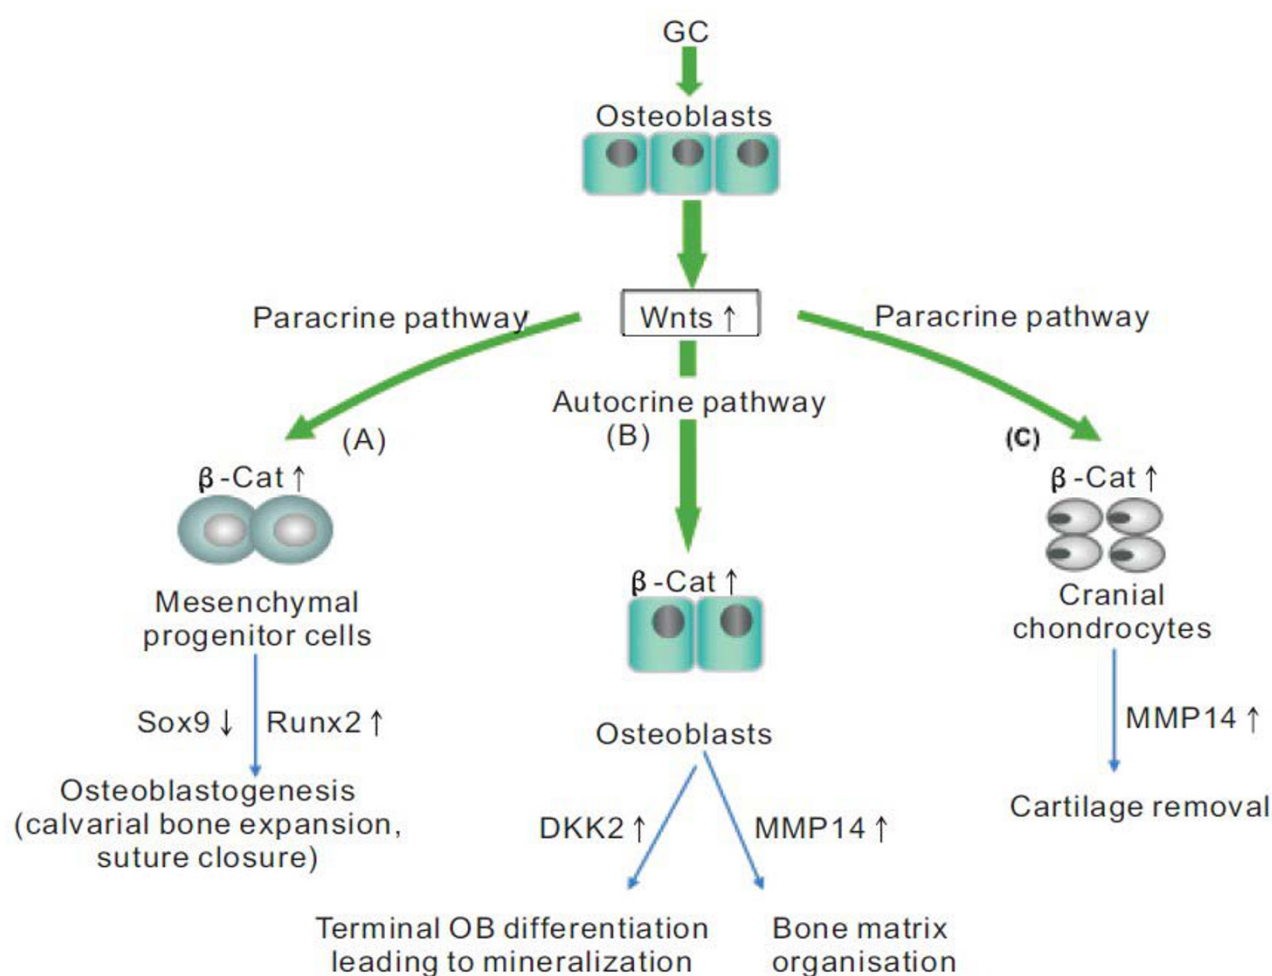 GC
Osteoblasts
Paracrine pathway
Wnts ↑
Paracrine pathway
Autocrine pathway
(A)
(B)
(C)
β-Cat ↑
β-Cat ↑
β-Cat ↑
Mesenchymal
progenitor cells
Cranial
chondrocytes
Sox9 ↓
Runx2 ↑
Osteoblasts
MMP14 ↑
Osteoblastogenesis
(calvarial bone expansion,
suture closure)
DKK2 ↑
MMP14 ↑
Cartilage removal
Terminal OB differentiation
leading to mineralization
Bone matrix
organisation